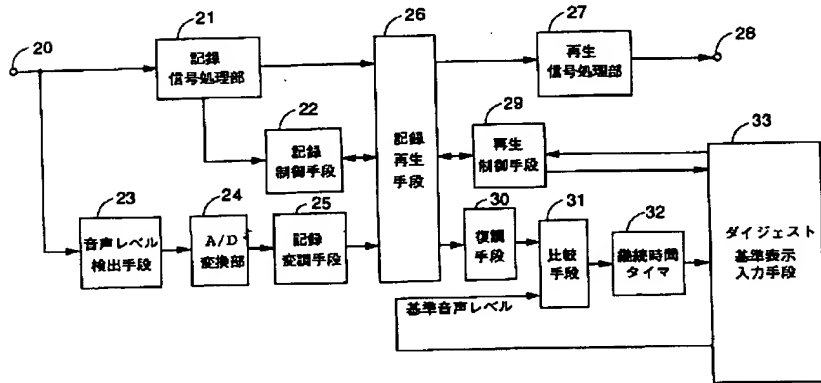 20
21
記録
信号処理部
22
記録
制御手段
23
音声レベル
検出手段
24
A/D
変換部
25
記録
変調手段
26
記録
再生
手段
27
再生
信号処理部
28
29
再生
制御手段
30
復調
手段
31
比較
手段
32
継続時間
タイマ
33
ダイジェスト
基準表示
入力手段
基準音声レベル